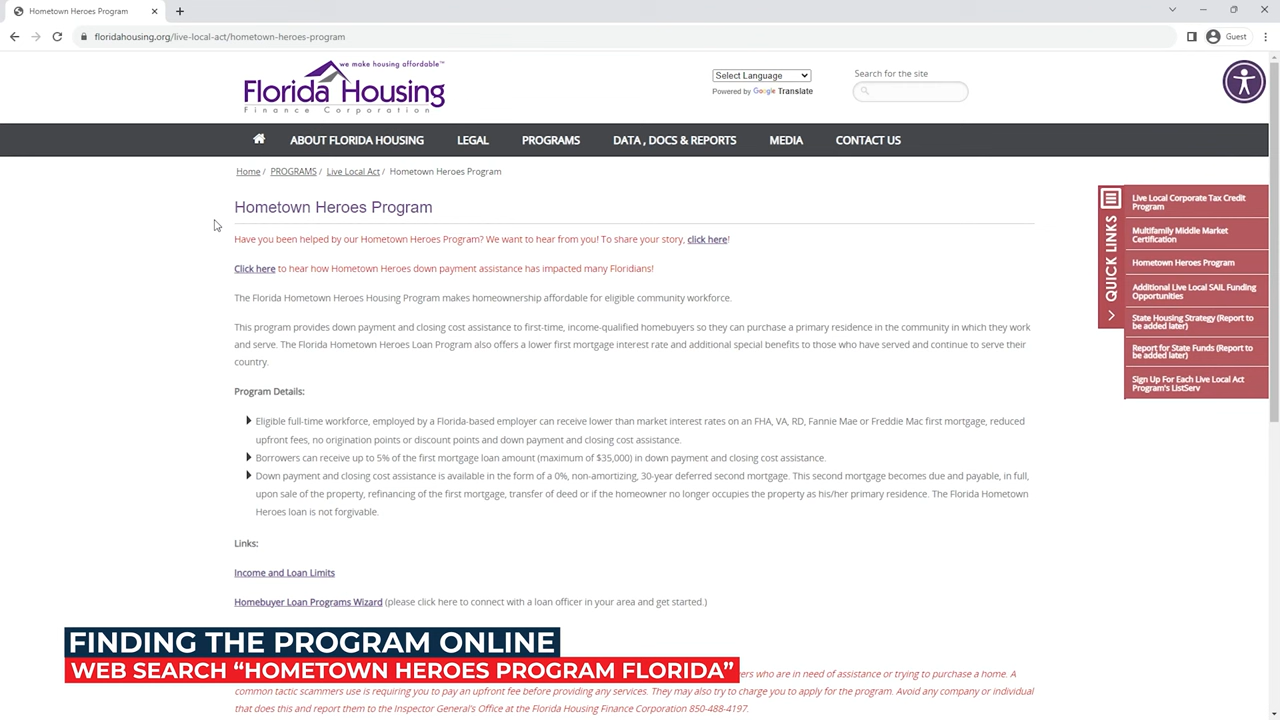 Hometown Heroes Program
floridahousing.org/live-local-act/hometown-heroes-program
Guest
we make housing affordable™
Florida Housing
Finance Corporation
Select Language
Powered by Google Translate
Search for the site
ABOUT FLORIDA HOUSING LEGAL PROGRAMS DATA , DOCS & REPORTS MEDIA CONTACT US
Home / PROGRAMS / Live Local Act / Hometown Heroes Program
Hometown Heroes Program
Have you been helped by our Hometown Heroes Program? We want to hear from you! To share your story, click here!
Click here to hear how Hometown Heroes down payment assistance has impacted many Floridians!
The Florida Hometown Heroes Housing Program makes homeownership affordable for eligible community workforce.
This program provides down payment and closing cost assistance to first-time, income-qualified homebuyers so they can purchase a primary residence in the community in which they work
and serve. The Florida Hometown Heroes Loan Program also offers a lower first mortgage interest rate and additional special benefits to those who have served and continue to serve their
country.
Program Details:
Eligible full-time workforce, employed by a Florida-based employer can receive lower than market interest rates on an FHA, VA, RD, Fannie Mae or Freddie Mac first mortgage, reduced
upfront fees, no origination points or discount points and down payment and closing cost assistance.
Borrowers can receive up to 5% of the first mortgage loan amount (maximum of $35,000) in down payment and closing cost assistance.
Down payment and closing cost assistance is available in the form of a 0%, non-amortizing, 30-year deferred second mortgage. This second mortgage becomes due and payable, in full,
upon sale of the property, refinancing of the first mortgage, transfer of deed or if the homeowner no longer occupies the property as his/her primary residence. The Florida Hometown
Heroes loan is not forgivable.
Links:
Income and Loan Limits
Homebuyer Loan Programs Wizard (please click here to connect with a loan officer in your area and get started.)
QUICK LINKS
Live Local Corporate Tax Credit
Program
Multifamily Middle Market
Certification
Hometown Heroes Program
Additional Live Local SAIL Funding
Opportunities
State Housing Strategy (Report to
be added later)
Report for State Funds (Report to
be added later)
Sign Up For Each Live Local Act
Program's ListServ
FINDING THE PROGRAM ONLINE
WEB SEARCH “HOMETOWN HEROES PROGRAM FLORIDA”
ers who are in need of assistance or trying to purchase a home. A
common tactic scammers use is requiring you to pay an upfront fee before providing any services. They may also try to charge you to apply for the program. Avoid any company or individual
that does this and report them to the Inspector General's Office at the Florida Housing Finance Corporation 850-488-4197.